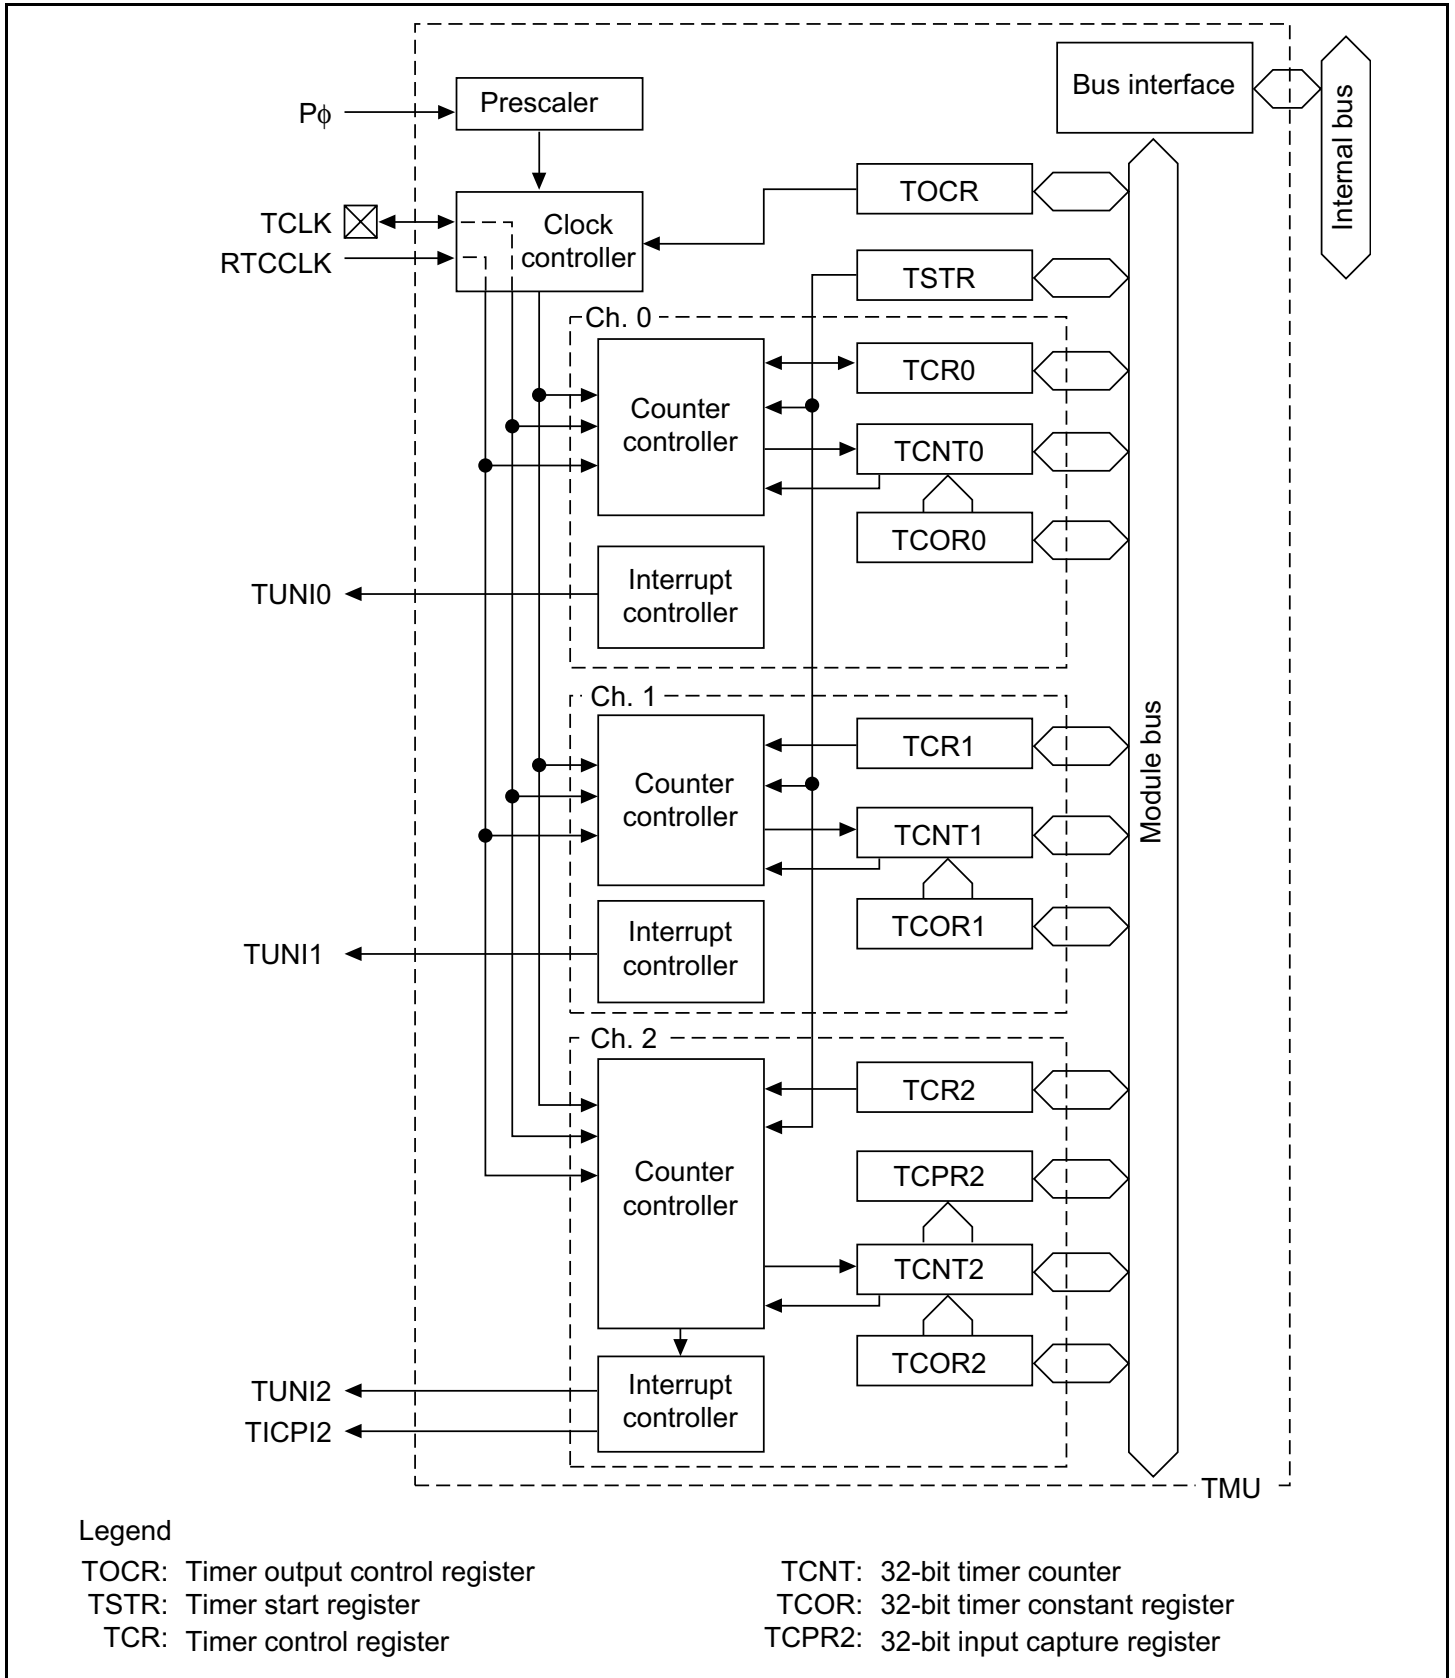 Bus interface
Internal bus
Prescaler
Pϕ
TOCR
TCLK
Clock
controller
RTCCLK
TSTR
Ch. 0
TCR0
Counter
controller
TCNT0
TCOR0
Interrupt
controller
TUNI0
Ch. 1
Module bus
TCR1
Counter
controller
TCNT1
TCOR1
Interrupt
controller
TUNI1
Ch. 2
TCR2
Counter
controller
TCPR2
TCNT2
TCOR2
Interrupt
controller
TUNI2
TICPI2
TMU
Legend
TOCR: Timer output control register
TSTR: Timer start register
TCR: Timer control register
TCNT: 32-bit timer counter
TCOR: 32-bit timer constant register
TCPR2: 32-bit input capture register